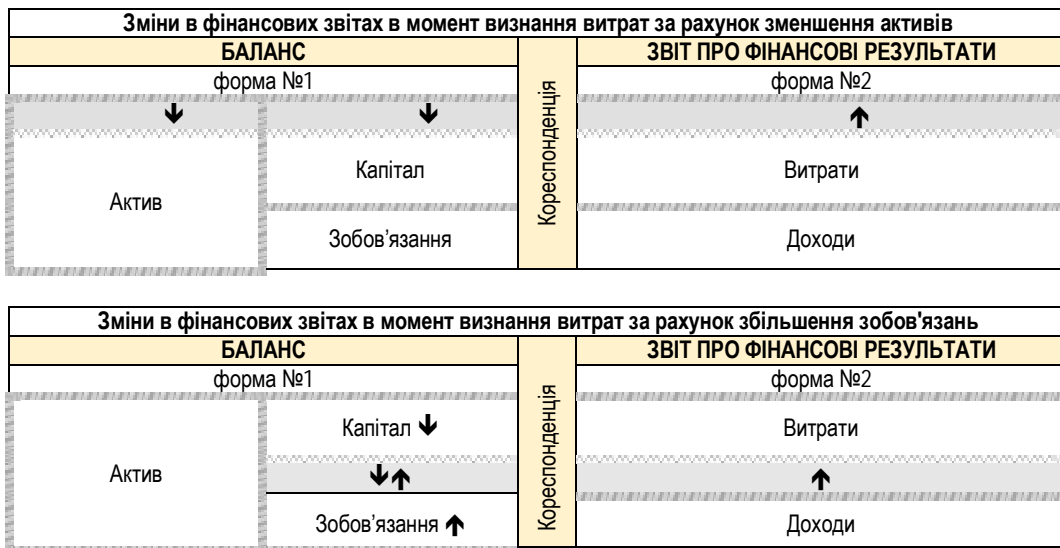 Зміни в фінансових звітах в момент визнання витрат за рахунок зменшення активів
БАЛАНС
Кореспонденція
ЗВІТ ПРО ФІНАНСОВІ РЕЗУЛЬТАТИ
форма №1
форма №2
🡻
🡻
🡹
Актив
Капітал
Витрати
Зобов’язання
Доходи
Зміни в фінансових звітах в момент визнання витрат за рахунок збільшення зобов'язань
БАЛАНС
Кореспонденція
ЗВІТ ПРО ФІНАНСОВІ РЕЗУЛЬТАТИ
форма №1
форма №2
Актив
Капітал 🡻
Витрати
🡻🡹
🡹
Зобов’язання 🡹
Доходи